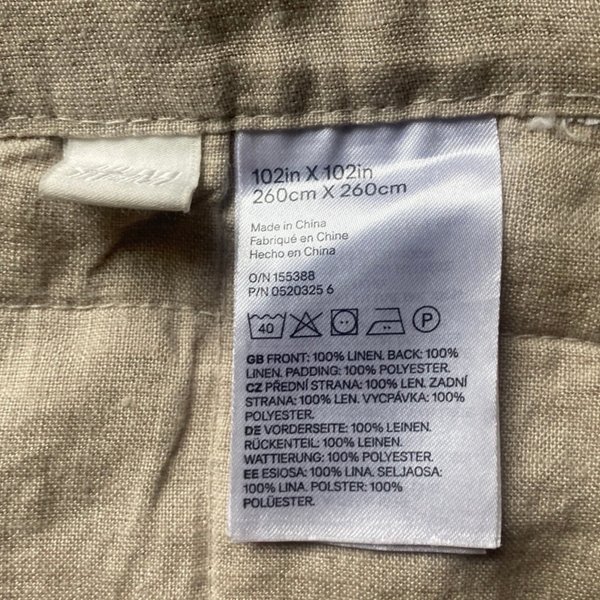 102in X 102in
260cm X 260cm
Made in China
Fabriqué en Chine
Hecho en China
O/N 155388
P/N 0520325 6
40
P
GB FRONT: 100% LINEN. BACK: 100%
LINEN. PADDING: 100% POLYESTER.
CZ PŘEDNÍ STRANA: 100% LEN. ZADNÍ
STRANA: 100% LEN. VYCPÁVKA: 100%
POLYESTER.
DE VORDERSEITE: 100% LEINEN.
RÜCKENTEIL: 100% LEINEN.
WATTIERUNG: 100% POLYESTER.
EE ESIOSA: 100% LINA. SELJAOSA:
100% LINA. POLSTER: 100%
POLÜESTER.